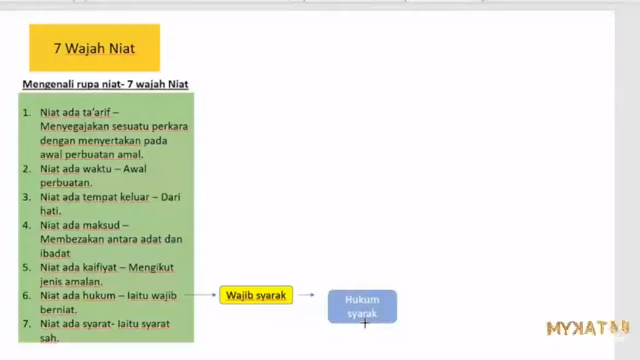 7 Wajah Niat
Mengenali rupa niat- 7 wajah Niat
1. Niat ada ta'arif –
Menyegajakan sesuatu perkara
dengan menyertakan pada
awal perbuatan amal.
2. Niat ada waktu – Awal
perbuatan.
3. Niat ada tempat keluar – Dari
hati.
4. Niat ada maksud –
Membezakan antara adat dan
ibadat
5. Niat ada kaifiyat – Mengikut
jenis amalan.
6. Niat ada hukum – Iaitu wajib
berniat.
7. Niat ada syarat- Iaitu syarat
sah.
Wajib syarak
Hukum
syarak